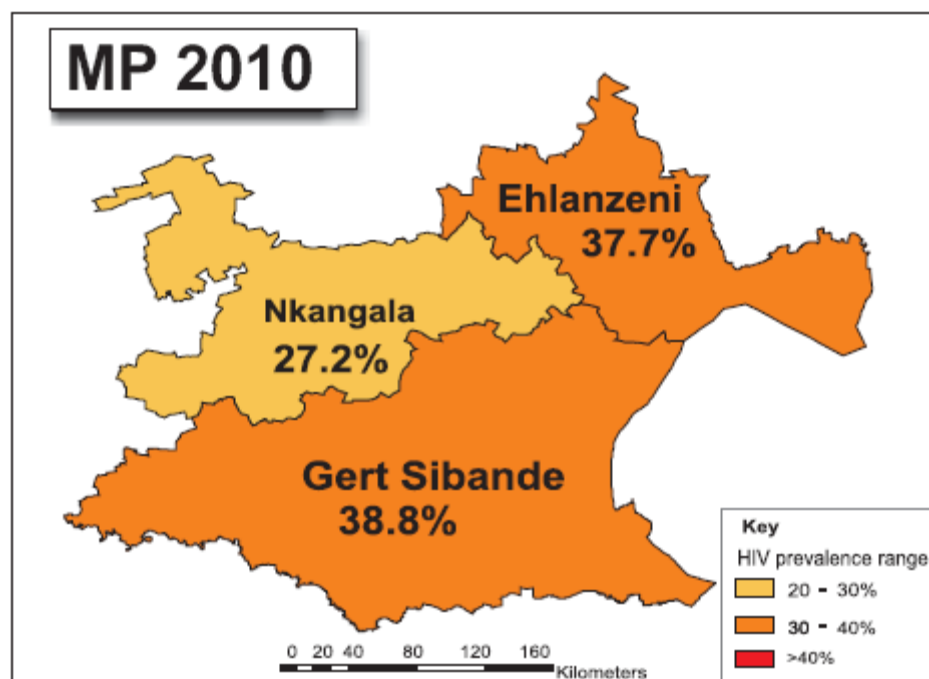 MP 2010
Ehlanzeni
37.7%
Nkangala
27.2%
Gert Sibande
38.8%
Key
HIV prevalence range
20 - 30%
30 - 40%
>40%
0 20 40 80 120 160
Kilometers